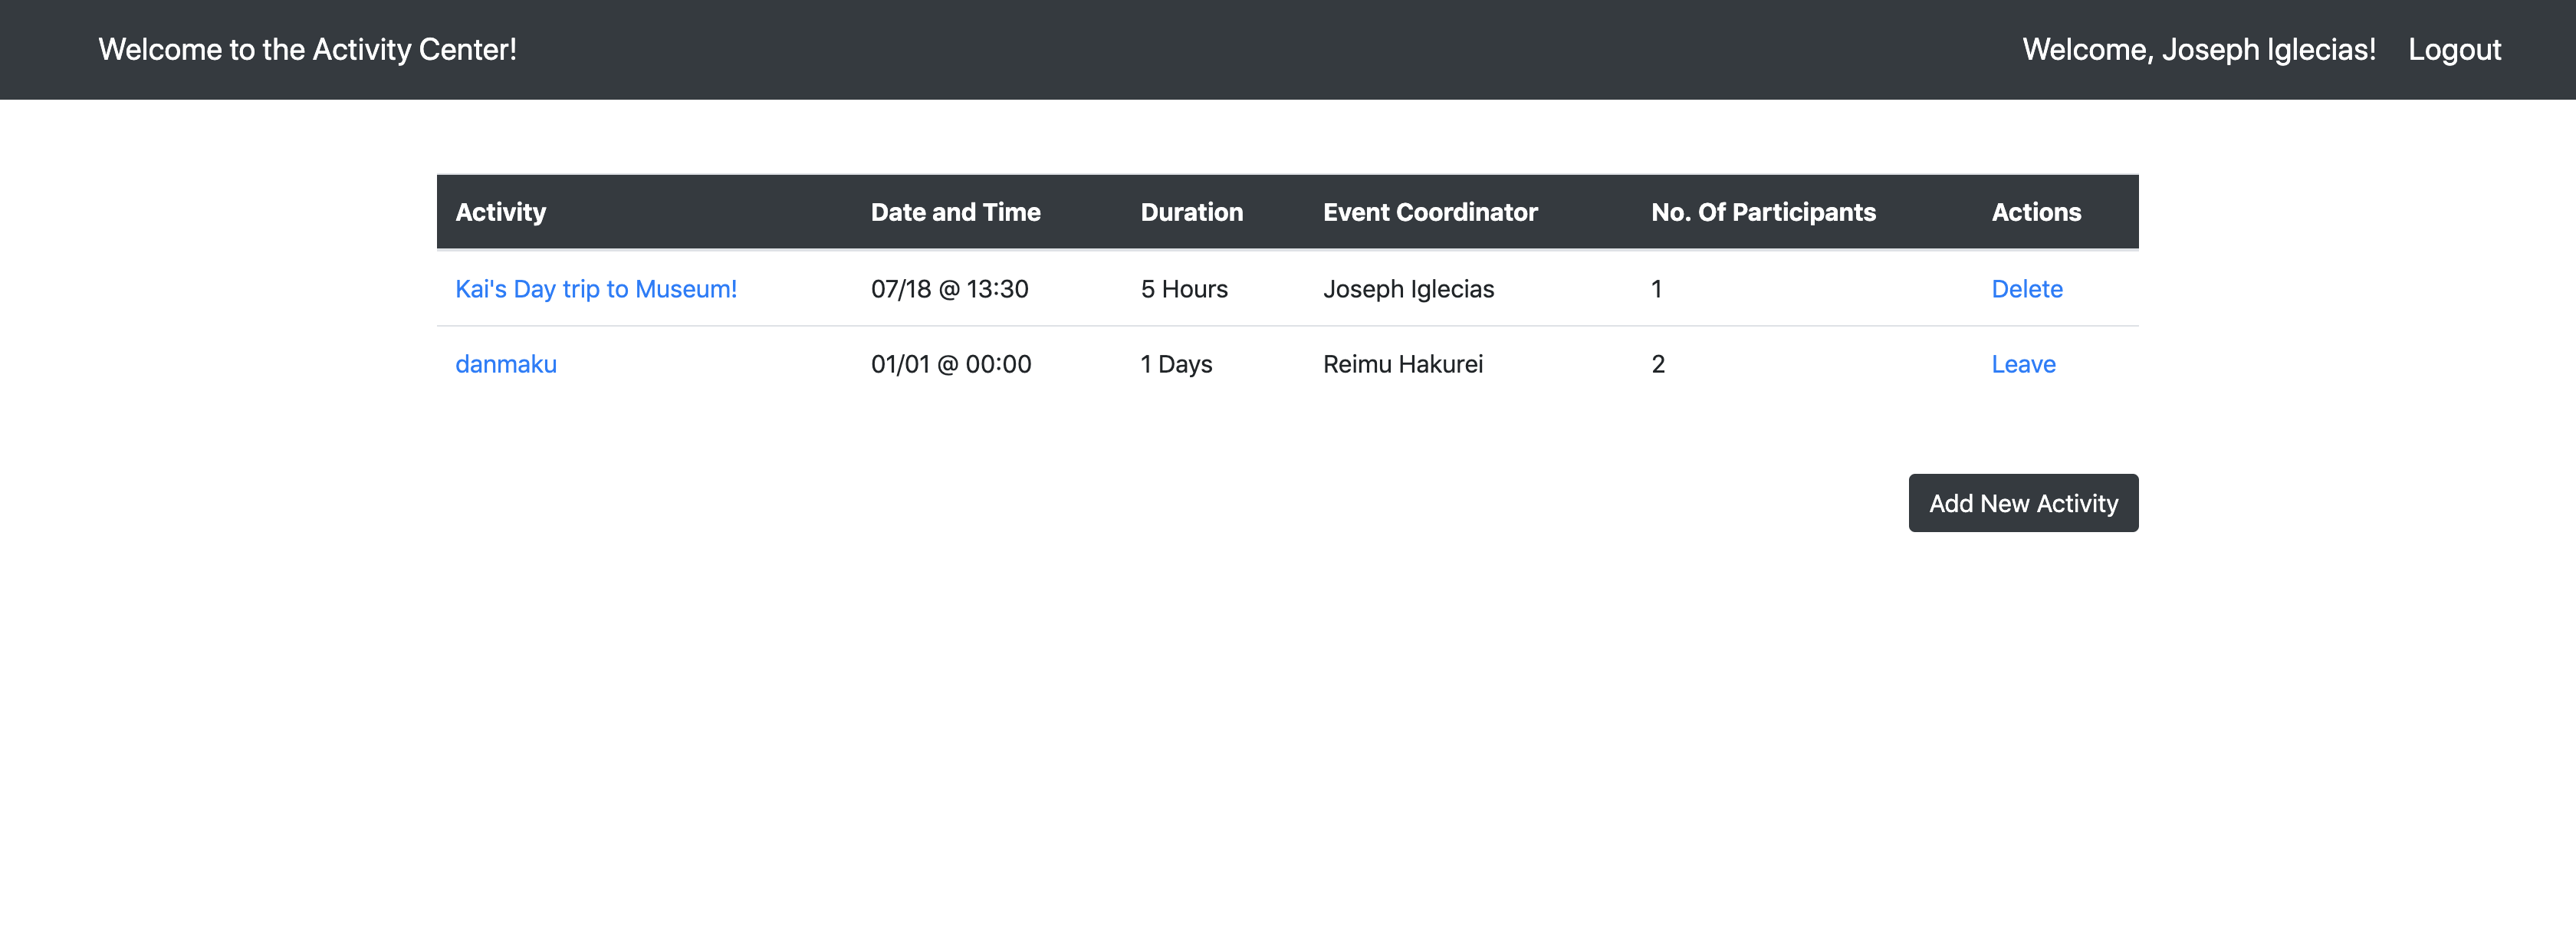 Welcome to the Activity Center! Welcome, Joseph Iglecias! Logout
Activity Date and Time Duration Event Coordinator No. Of Participants Actions
Kai's Day trip to Museum! 07/18 @ 13:30 5 Hours Joseph Iglecias 1 Delete
danmaku 01/01 @ 00:00 1 Days Reimu Hakurei 2 Leave
Add New Activity